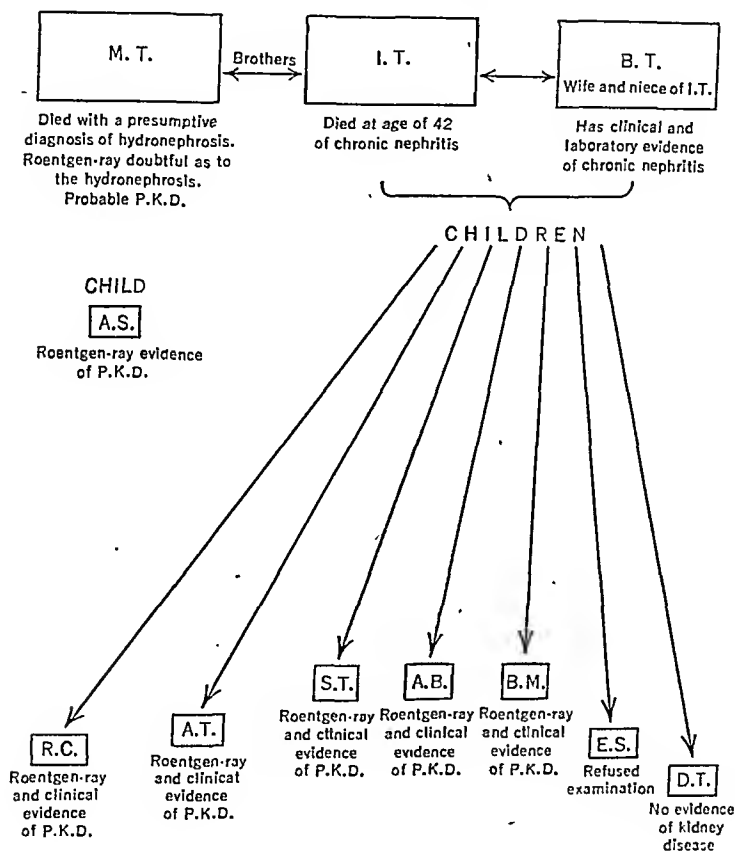 M. T.
Brothers
I. T.
B. T.
Wife and niece of I.T.
Died with a presumptive
diagnosis of hydronephrosis.
Roentgen-ray doubtful as to
the hydronephrosis.
Probable P.K.D.
Died at age of 42
of chronic nephritis
Has clinical and
laboratory evidence
of chronic nephritis
CHILDREN
CHILD
A.S.
Roentgen-ray evidence
of P.K.D.
R.C.
Roentgen-ray
and clinical
evidence
of P.K.D.
A.T.
Roentgen-ray
and clinical
evidence
of P.K.D.
S.T.
Roentgen-ray
and clinical
evidence
of P.K.D.
A.B.
Roentgen-ray
and clinical
evidence
of P.K.D.
B.M.
Roentgen-ray
and clinical
evidence
of P.K.D.
E.S.
Refused
examination
D.T.
No evidence
of kidney
disease